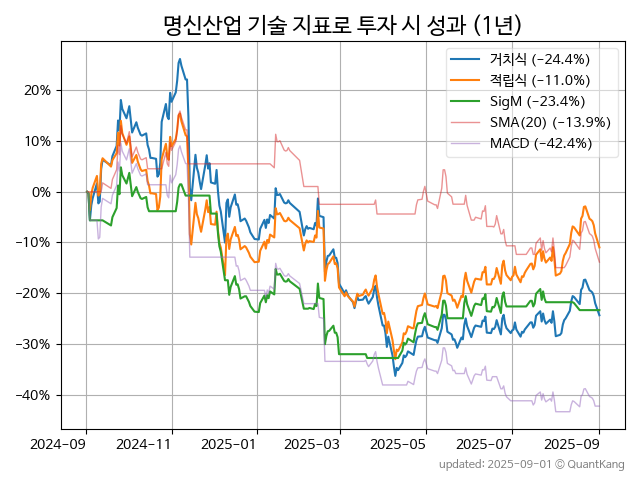 명신산업 기술 지표로 투자 시 성과 (1년)
거치식 (−24.4%)
적립식 (−11.0%)
SigM (−23.4%)
SMA(20) (−13.9%)
MACD (−42.4%)
20%
10%
0%
−10%
−20%
−30%
−40%
2024-09 2024-11 2025-01 2025-03 2025-05 2025-07 2025-09
updated: 2025-09-01 © QuantKang